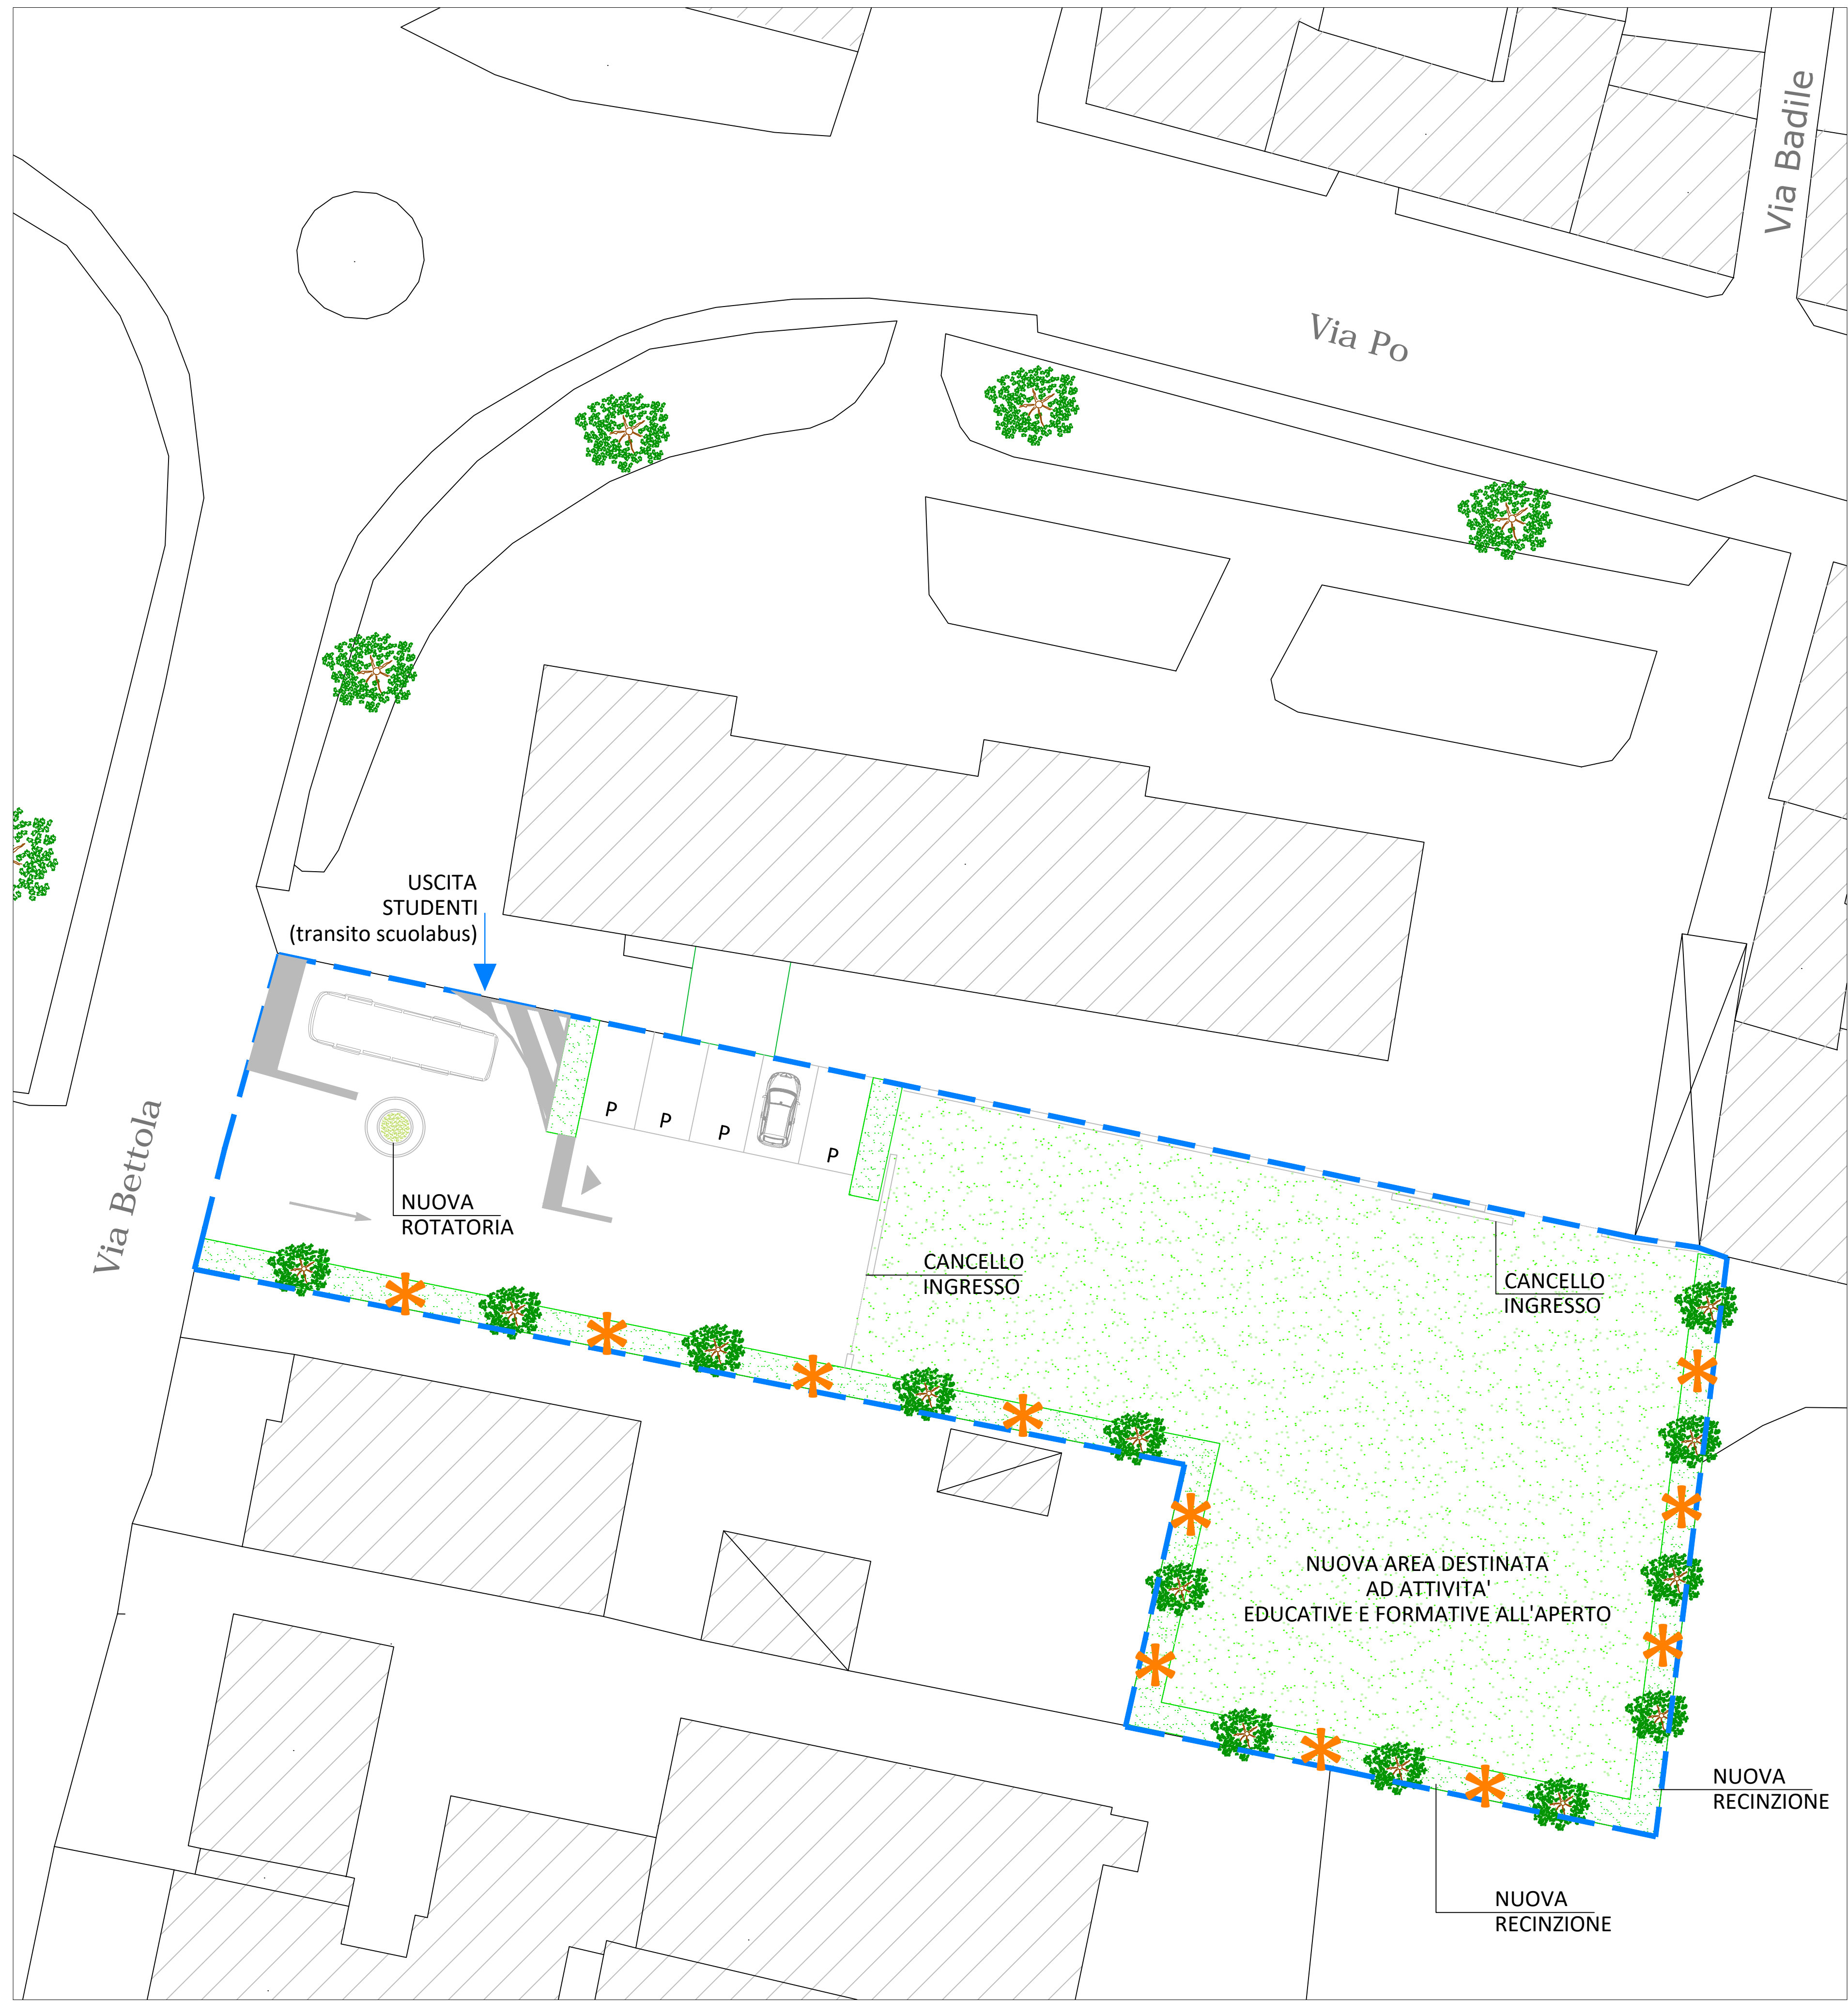 Via Badile
Via Po
USCITA
STUDENTI
(transito scuolabus)
P
P
P
P
Via Bettola
NUOVA
ROTATORIA
CANCELLO
INGRESSO
CANCELLO
INGRESSO
NUOVA AREA DESTINATA
AD ATTIVITA'
EDUCATIVE E FORMATIVE ALL'APERTO
NUOVA
RECINZIONE
NUOVA
RECINZIONE